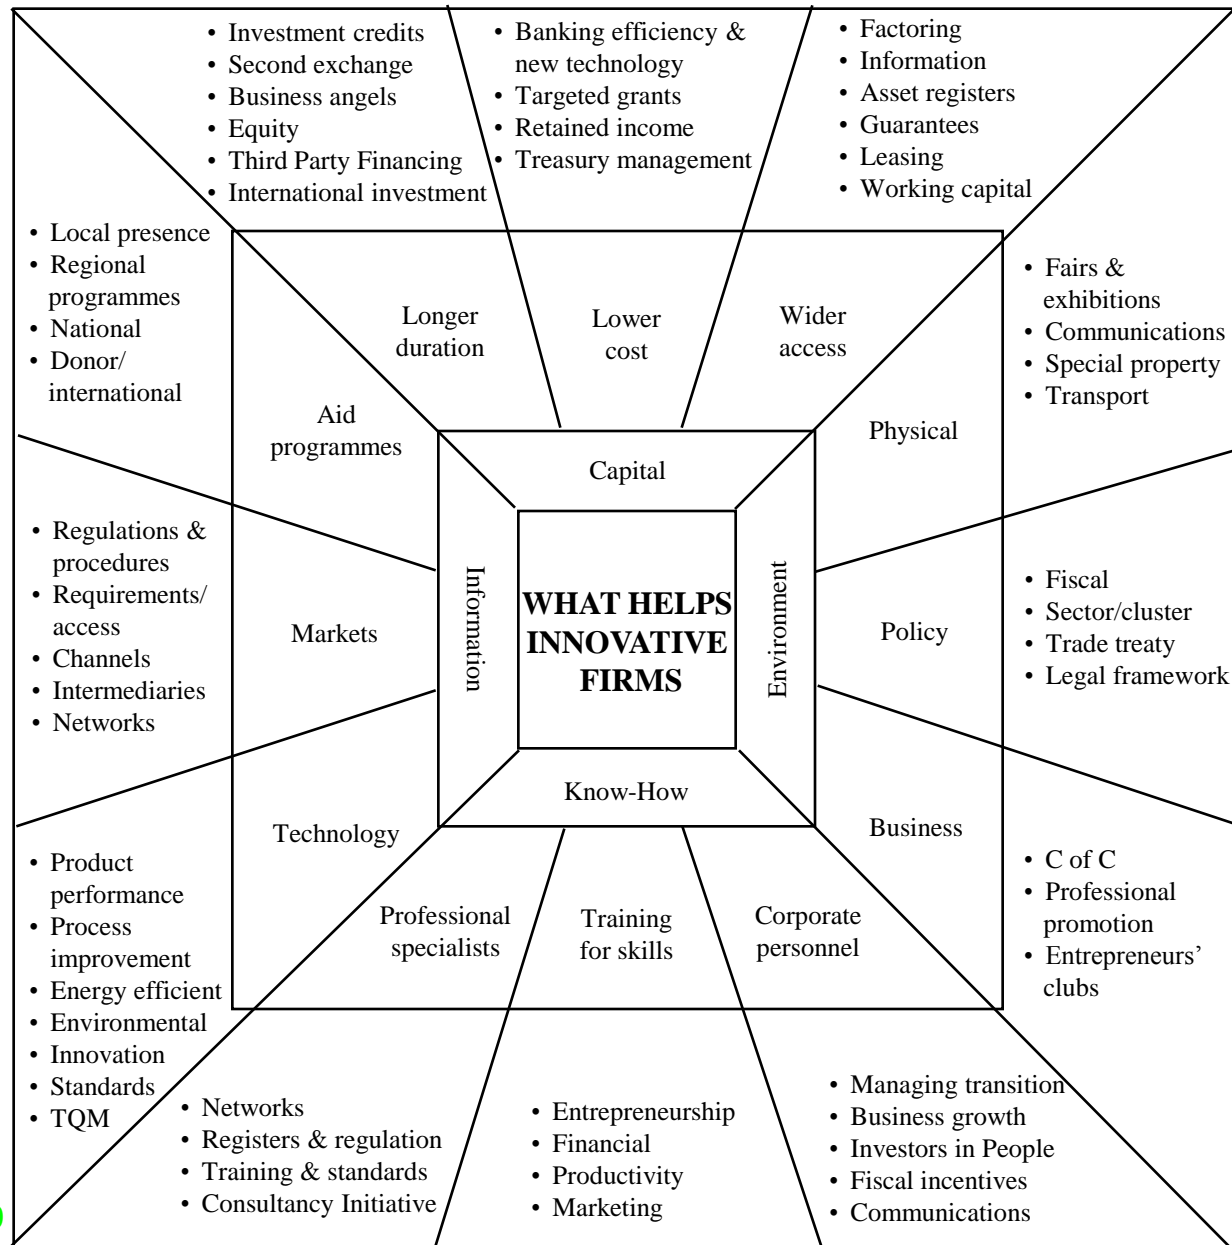 • Investment credits
• Second exchange
• Business angels
• Equity
• Third Party Financing
• International investment
• Banking efficiency &
new technology
• Targeted grants
• Retained income
• Treasury management
• Factoring
• Information
• Asset registers
• Guarantees
• Leasing
• Working capital
• Local presence
• Regional
programmes
• National
• Donor/
international
Longer
duration
Lower
cost
Wider
access
• Fairs &
exhibitions
• Communications
• Special property
• Transport
Aid
programmes
Capital
Physical
• Regulations &
procedures
• Requirements/
access
• Channels
• Intermediaries
• Networks
Markets
Information
WHAT HELPS
INNOVATIVE
FIRMS
Environment
Policy
• Fiscal
• Sector/cluster
• Trade treaty
• Legal framework
Know-How
Technology
Business
• Product
performance
• Process
improvement
• Energy efficient
• Environmental
• Innovation
• Standards
• TQM
Professional
specialists
Training
for skills
Corporate
personnel
• C of C
• Professional
promotion
• Entrepreneurs’
clubs
• Networks
• Registers & regulation
• Training & standards
• Consultancy Initiative
• Entrepreneurship
• Financial
• Productivity
• Marketing
• Managing transition
• Business growth
• Investors in People
• Fiscal incentives
• Communications